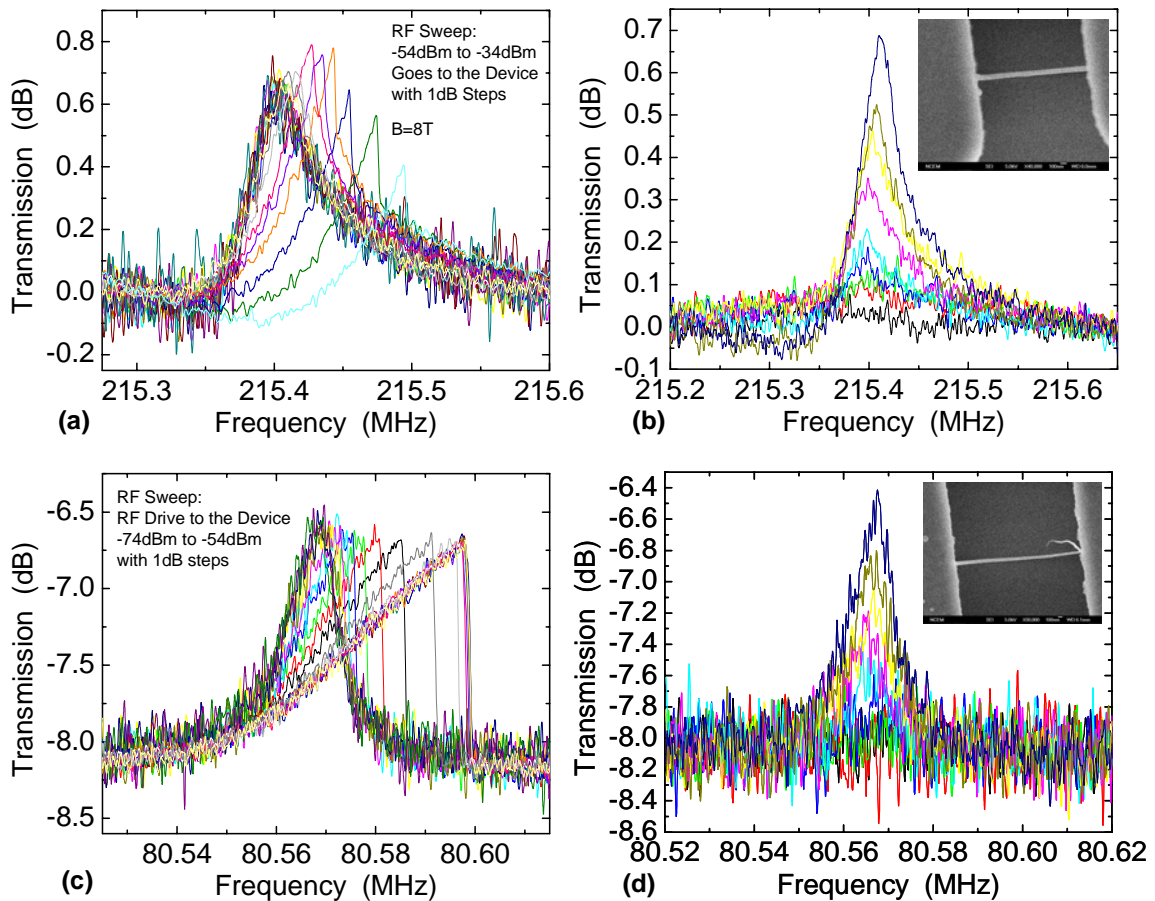 0.8
0.6
0.4
0.2
0.0
-0.2
Transmission (dB)
RF Sweep:
-54dBm to -34dBm
Goes to the Device
with 1dB Steps
B=8T
215.3 215.4 215.5 215.6
(a) Frequency (MHz)
0.7
0.6
0.5
0.4
0.3
0.2
0.1
0.0
-0.1
Transmission (dB)
NCEM
215.2 215.3 215.4 215.5 215.6
(b) Frequency (MHz)
-6.5
-7.0
-7.5
-8.0
-8.5
Transmission (dB)
RF Sweep:
RF Drive to the Device
-74dBm to -54dBm
with 1dB steps
80.54 80.56 80.58 80.60
(c) Frequency (MHz)
-6.4
-6.6
-6.8
-7.0
-7.2
-7.4
-7.6
-7.8
-8.0
-8.2
-8.4
-8.6
Transmission (dB)
NCEM
80.52 80.54 80.56 80.58 80.60 80.62
(d) Frequency (MHz)